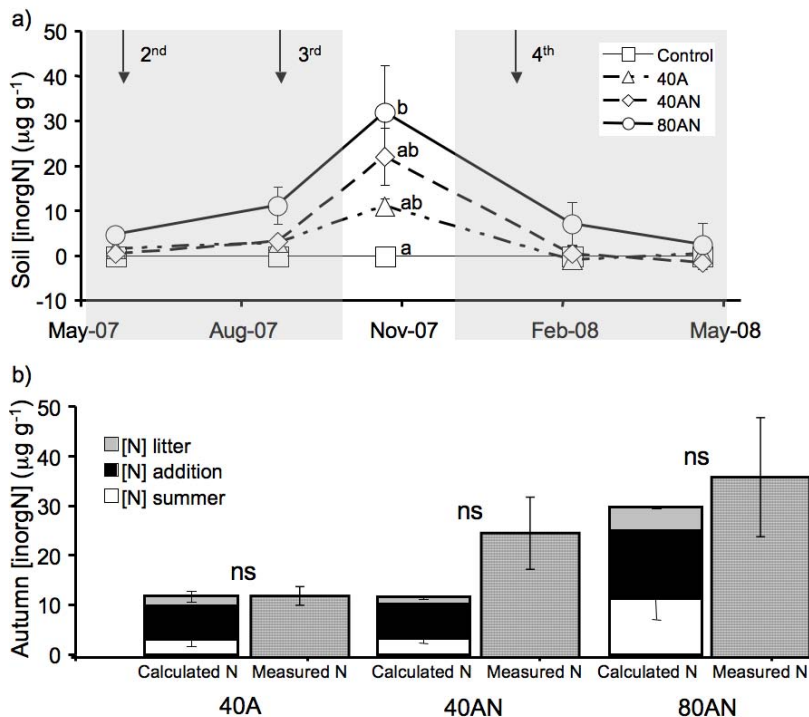 a)
50
40
30
20
10
0
-10
Soil [inorgN] (µg g⁻¹)
2ⁿᵈ
3ʳᵈ
4ᵗʰ
Control
40A
40AN
80AN
b
ab
ab
a
May-07 Aug-07 Nov-07 Feb-08 May-08
b)
50
40
30
20
10
0
Autumn [inorgN] (µg g⁻¹)
[N] litter
[N] addition
[N] summer
ns
ns
ns
Calculated N Measured N Calculated N Measured N Calculated N Measured N
40A 40AN 80AN